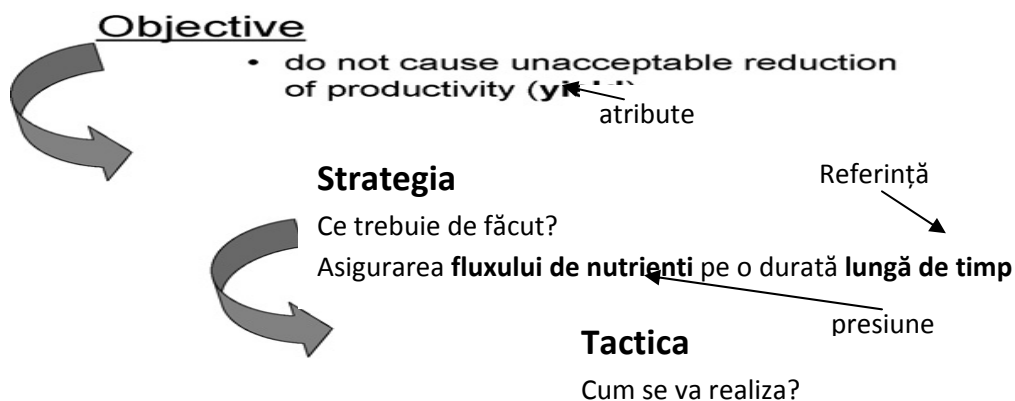 Objective
• do not cause unacceptable reduction
of productivity (
atribute
Strategia
Referință
Ce trebuie de făcut?
Asigurarea fluxului de nutrienti pe o durată lungă de timp
presiune
Tactica
Cum se va realiza?